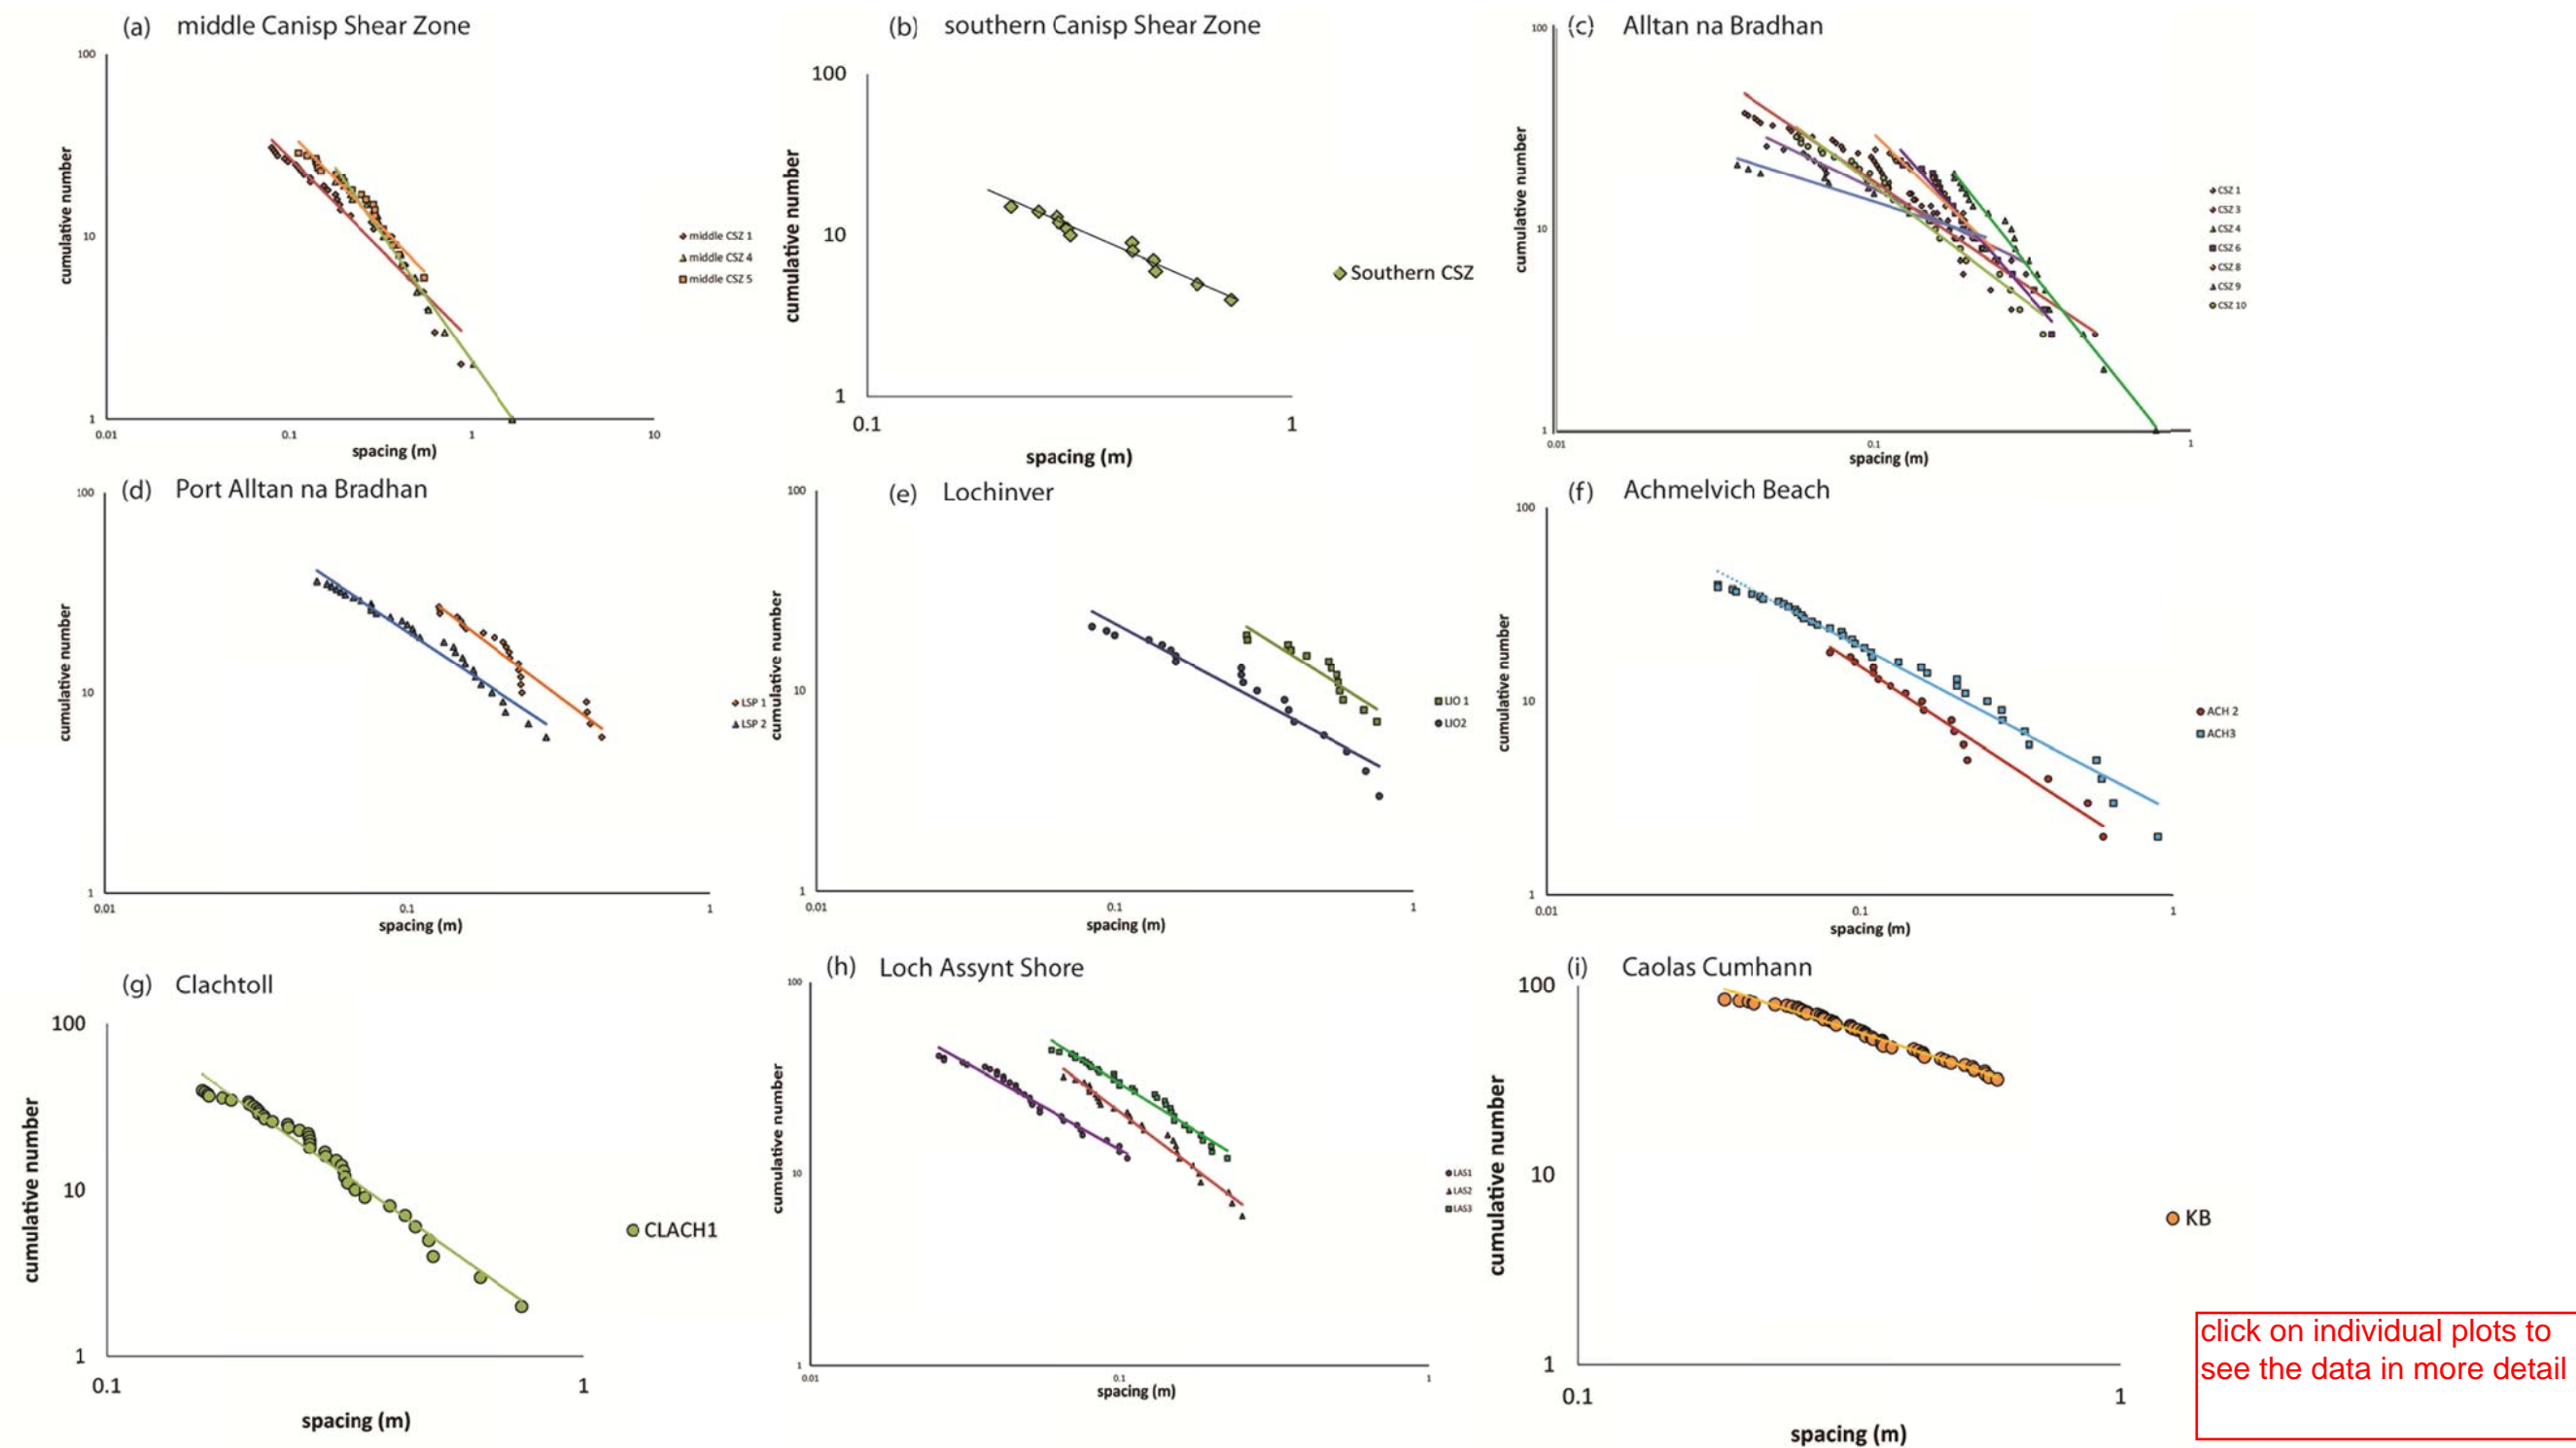 (a) middle Canisp Shear Zone
100
10
1
0.01
0.1
1
10
cumulative number
spacing (m)
middle CSZ 1
middle CSZ 4
middle CSZ 5
(b) southern Canisp Shear Zone
100
10
1
0.1
1
cumulative number
spacing (m)
Southern CSZ
(c) Alltan na Bradhan
100
10
1
0.01
0.1
1
cumulative number
spacing (m)
CSZ 1
CSZ 3
CSZ 4
CSZ 6
CSZ 8
CSZ 9
CSZ 10
(d) Port Alltan na Bradhan
100
10
1
0.01
0.1
1
cumulative number
spacing (m)
LSP 1
LSP 2
(e) Lochinver
100
10
1
0.01
0.1
1
cumulative number
spacing (m)
LIO 1
LIO2
(f) Achmelvich Beach
100
10
1
0.01
0.1
1
cumulative number
spacing (m)
ACH 2
ACH3
(g) Clachtoll
100
10
1
0.1
1
cumulative number
spacing (m)
CLACH1
(h) Loch Assynt Shore
100
10
1
0.01
0.1
1
cumulative number
spacing (m)
LAS1
LAS2
LAS3
(i) Caolas Cumhann
100
10
1
0.1
1
cumulative number
spacing (m)
KB
click on individual plots to
see the data in more detail